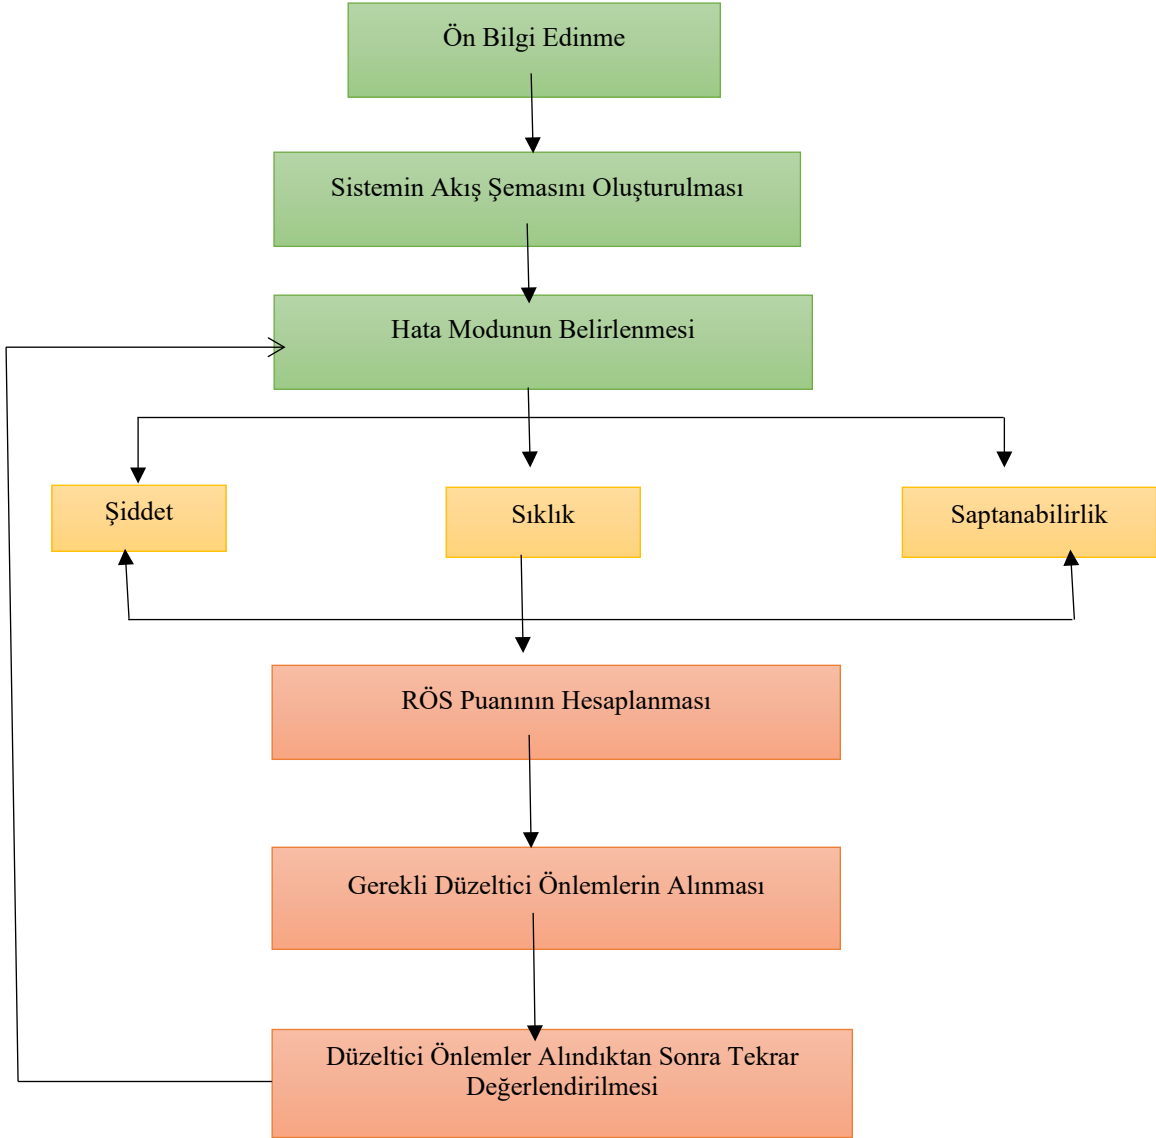 Ön Bilgi Edinme
Sistemin Akış Şemasını Oluşturulması
Hata Modunun Belirlenmesi
Şiddet
Sıklık
Saptanabilirlik
RÖS Puanının Hesaplanması
Gerekli Düzeltici Önlemlerin Alınması
Düzeltici Önlemler Alındıktan Sonra Tekrar
Değerlendirilmesi